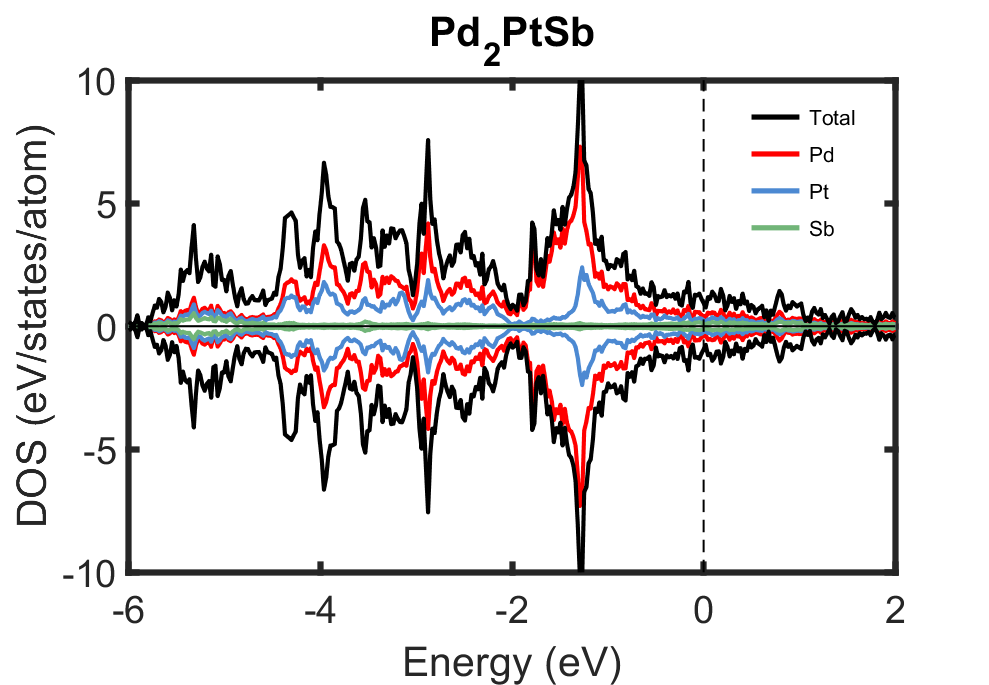 Pd₂PtSb
10
5
0
-5
-10
DOS (eV/states/atom)
Total
Pd
Pt
Sb
-6 -4 -2 0 2
Energy (eV)